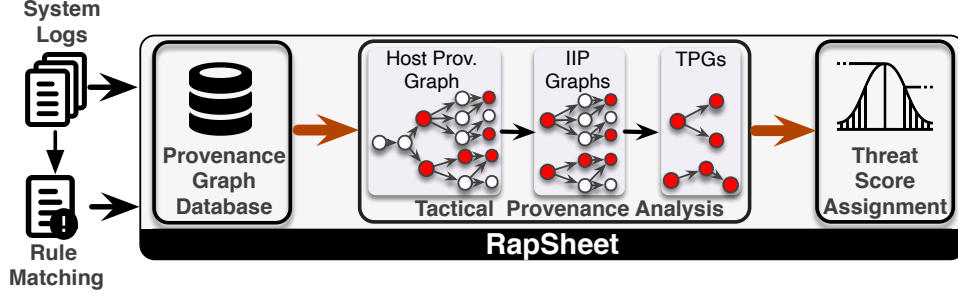 System
Logs
Rule
Matching
Provenance
Graph
Database
Host Prov.
Graph
IIP
Graphs
TPGs
Tactical Provenance Analysis
Threat
Score
Assignment
RapSheet